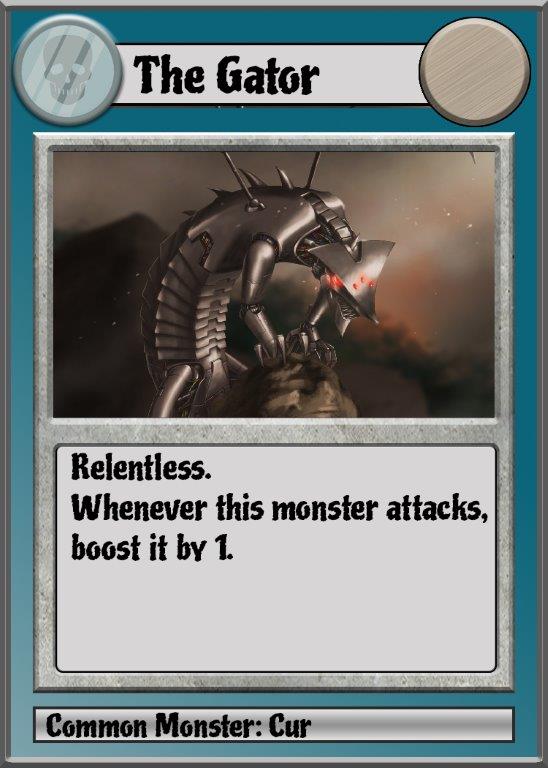 The Gator
Relentless.
Whenever this monster attacks,
boost it by 1.
Common Monster: Cur